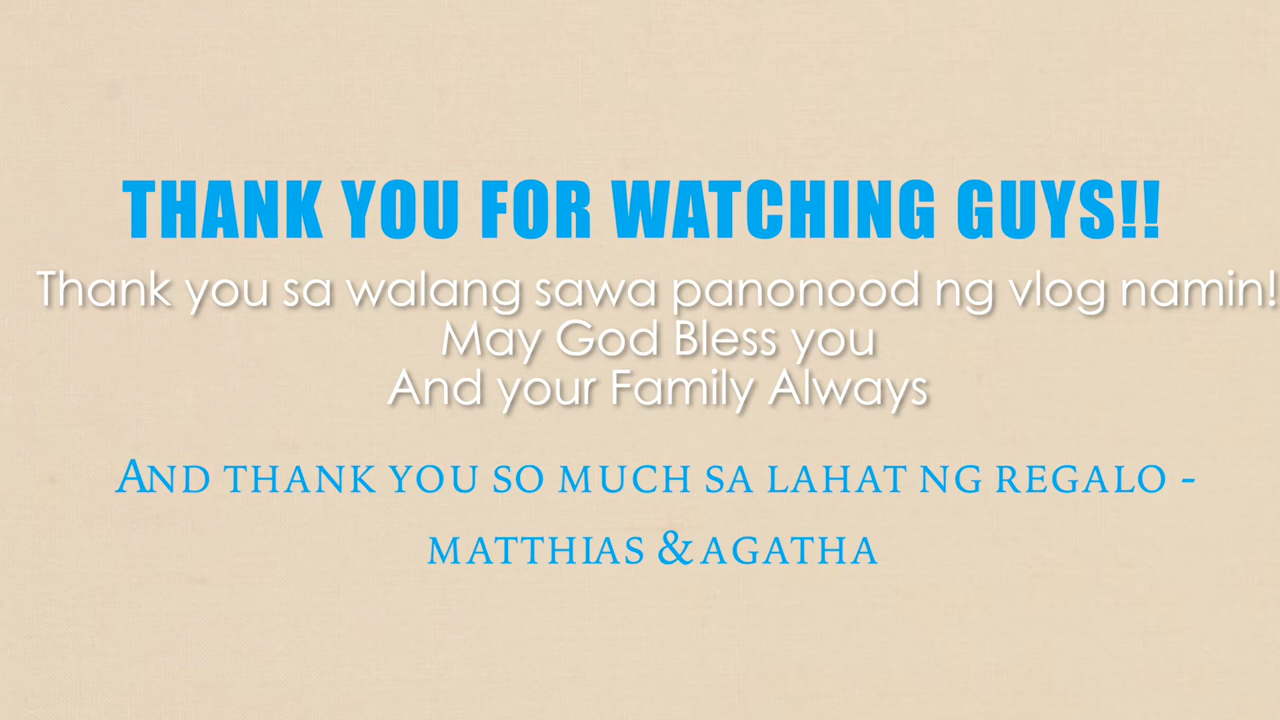 THANK YOU FOR WATCHING GUYS!!
Thank you sa walang sawa panonood ng vlog namin!
May God Bless you
And your Family Always
AND THANK YOU SO MUCH SA LAHAT NG REGALO -
MATTHIAS & AGATHA